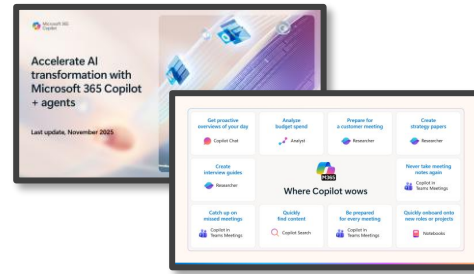 Microsoft 365
Copilot
Accelerate AI
transformation with
Microsoft 365 Copilot
+ agents
Last update, November 2025
Get proactive
overviews of your day
Copilot Chat
Analyze
budget spend
Analyst
Prepare for
a customer meeting
Researcher
Create
strategy papers
Researcher
Create
interview guides
Researcher
M365
Where Copilot wows
Never take meeting
notes again
Copilot in
Teams Meetings
Catch up on
missed meetings
Copilot in
Teams Meetings
Quickly
find content
Copilot Search
Be prepared
for every meeting
Copilot in
Teams Meetings
Quickly onboard onto
new roles or projects
Notebooks